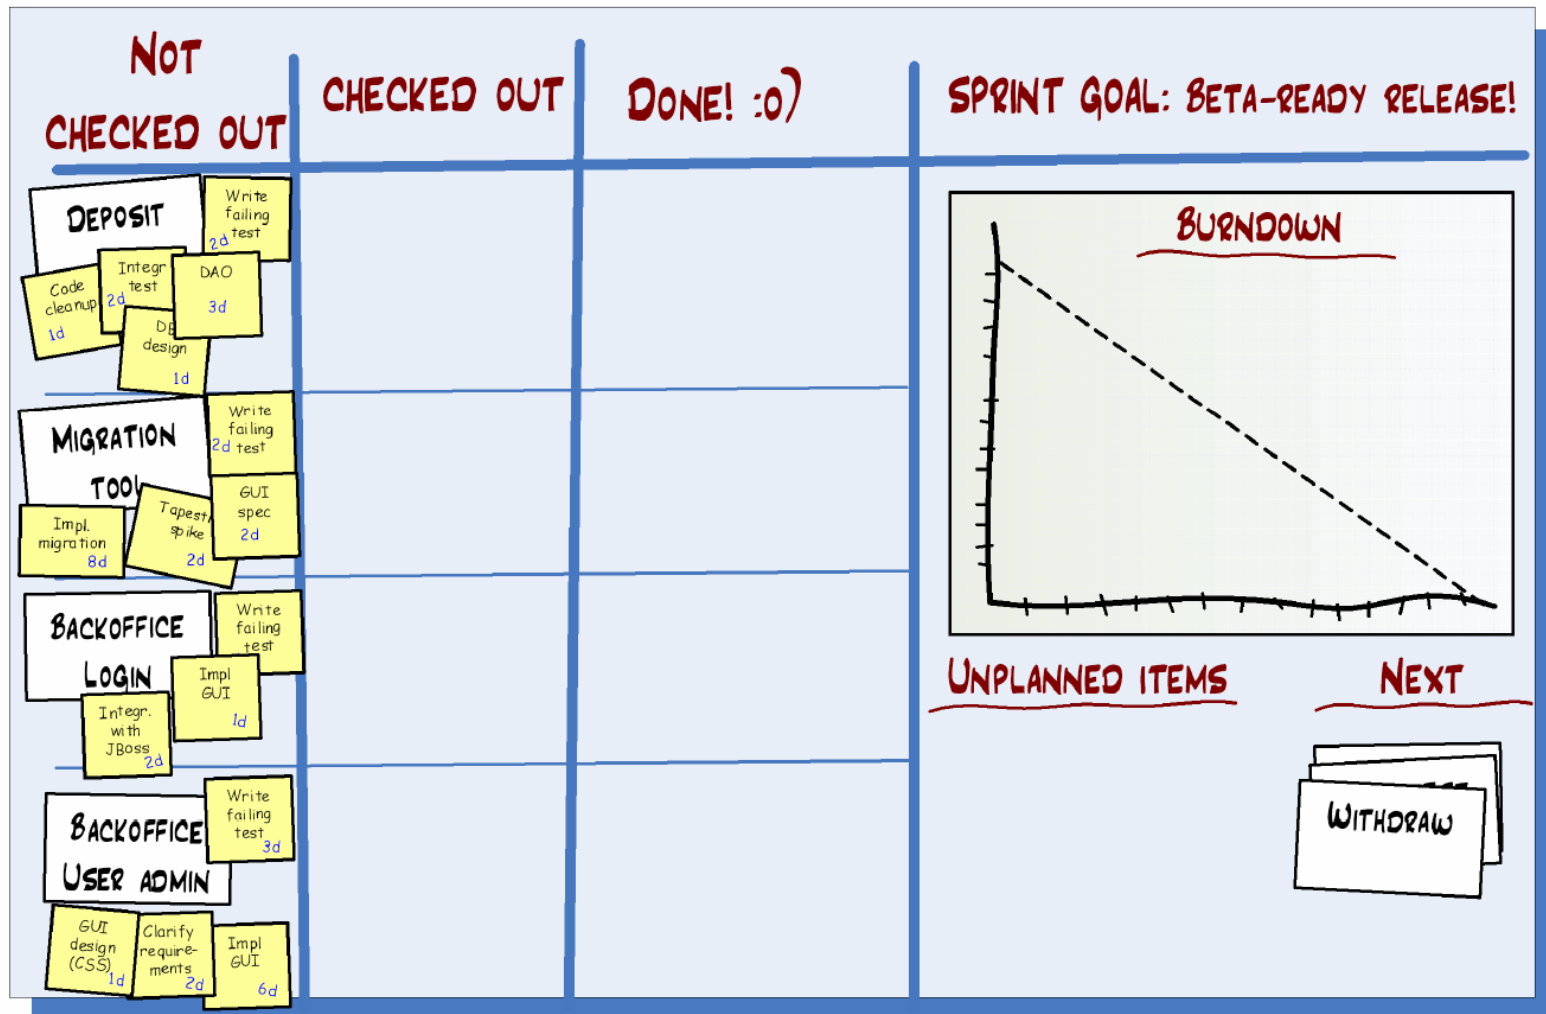 NOT
CHECKED OUT
CHECKED OUT
DONE! :o)
SPRINT GOAL: BETA-READY RELEASE!
DEPOSIT
Write
failing
test
2d
Code
cleanup
1d
Integr
test
2d
DAO
3d
design
1d
MIGRATION
TOOL
Write
failing
test
2d
Impl.
migration
8d
spike
2d
GUI
spec
2d
BACKOFFICE
LOGIN
Write
failing
test
Impl
GUI
1d
Integr.
with
JBoss
2d
BACKOFFICE
USER ADMIN
Write
failing
test
3d
GUI
design
(CSS)
1d
Clarify
require-
ments
2d
Impl
GUI
6d
BURNDOWN
UNPLANNED ITEMS
NEXT
WITHDRAW